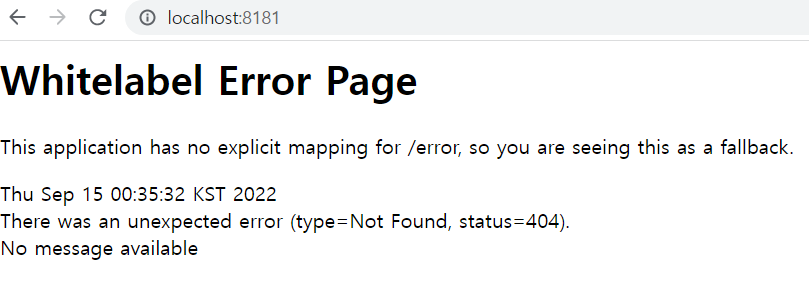 localhost:8181
Whitelabel Error Page
This application has no explicit mapping for /error, so you are seeing this as a fallback.
Thu Sep 15 00:35:32 KST 2022
There was an unexpected error (type=Not Found, status=404).
No message available